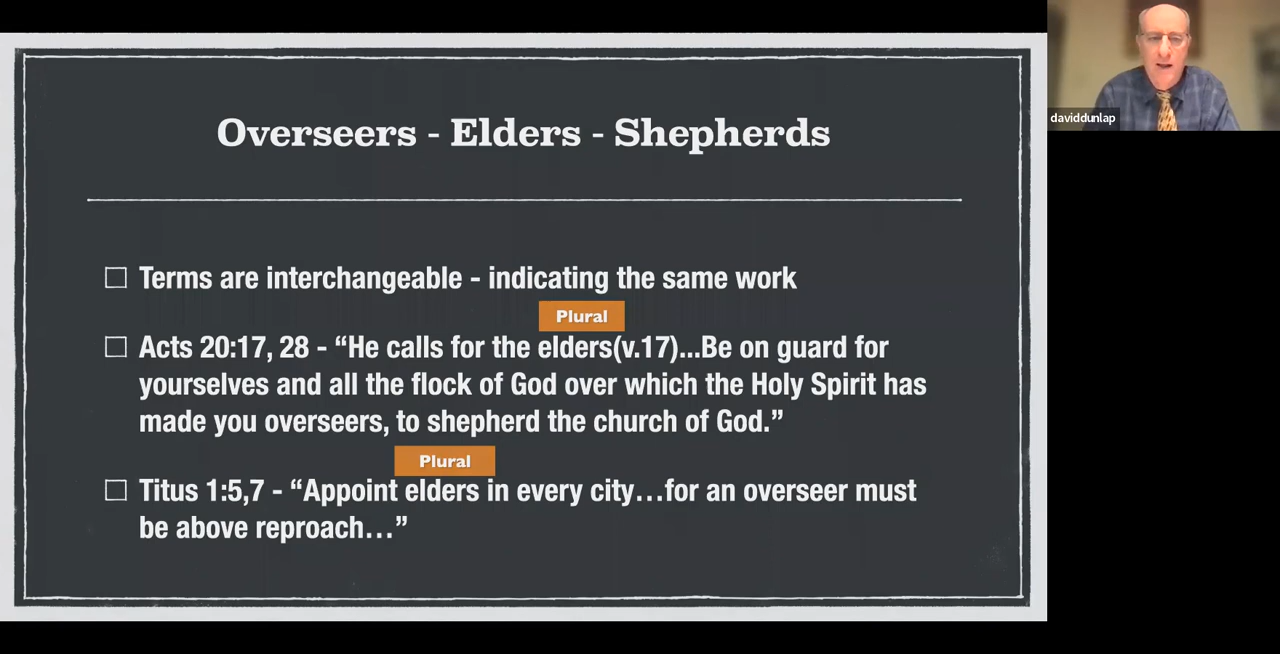 Overseers - Elders - Shepherds
Terms are interchangeable - indicating the same work
Plural
Acts 20:17, 28 - “He calls for the elders(v.17)...Be on guard for
yourselves and all the flock of God over which the Holy Spirit has
made you overseers, to shepherd the church of God.”
Plural
Titus 1:5,7 - “Appoint elders in every city…for an overseer must
be above reproach…”
daviddunlap